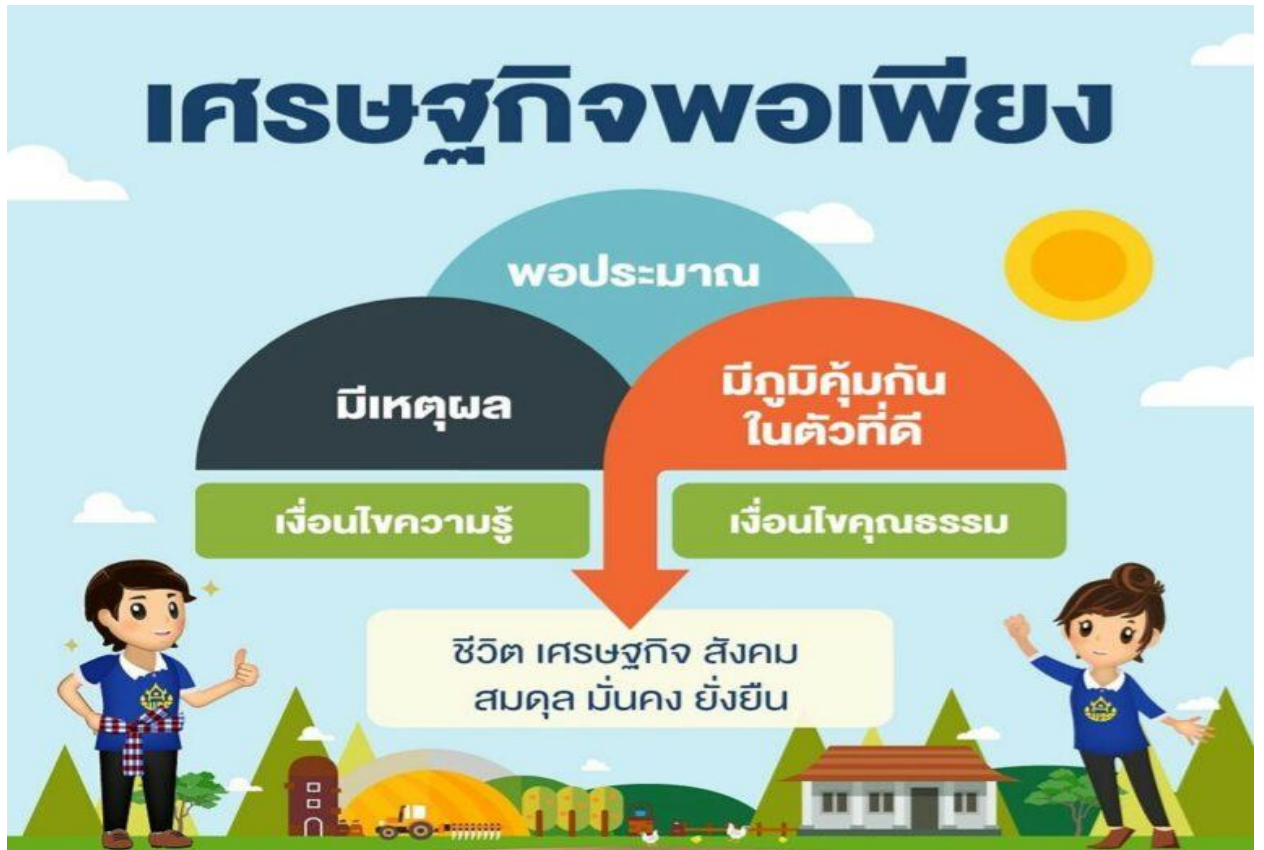 เศรษฐกิจพอเพียง
พอประมาณ
มีเหตุผล
มีภูมิคุ้มกัน
ในตัวที่ดี
เงื่อนไขความรู้
เงื่อนไขคุณธรรม
ชีวิต เศรษฐกิจ สังคม
สมดุล มั่นคง ยั่งยืน